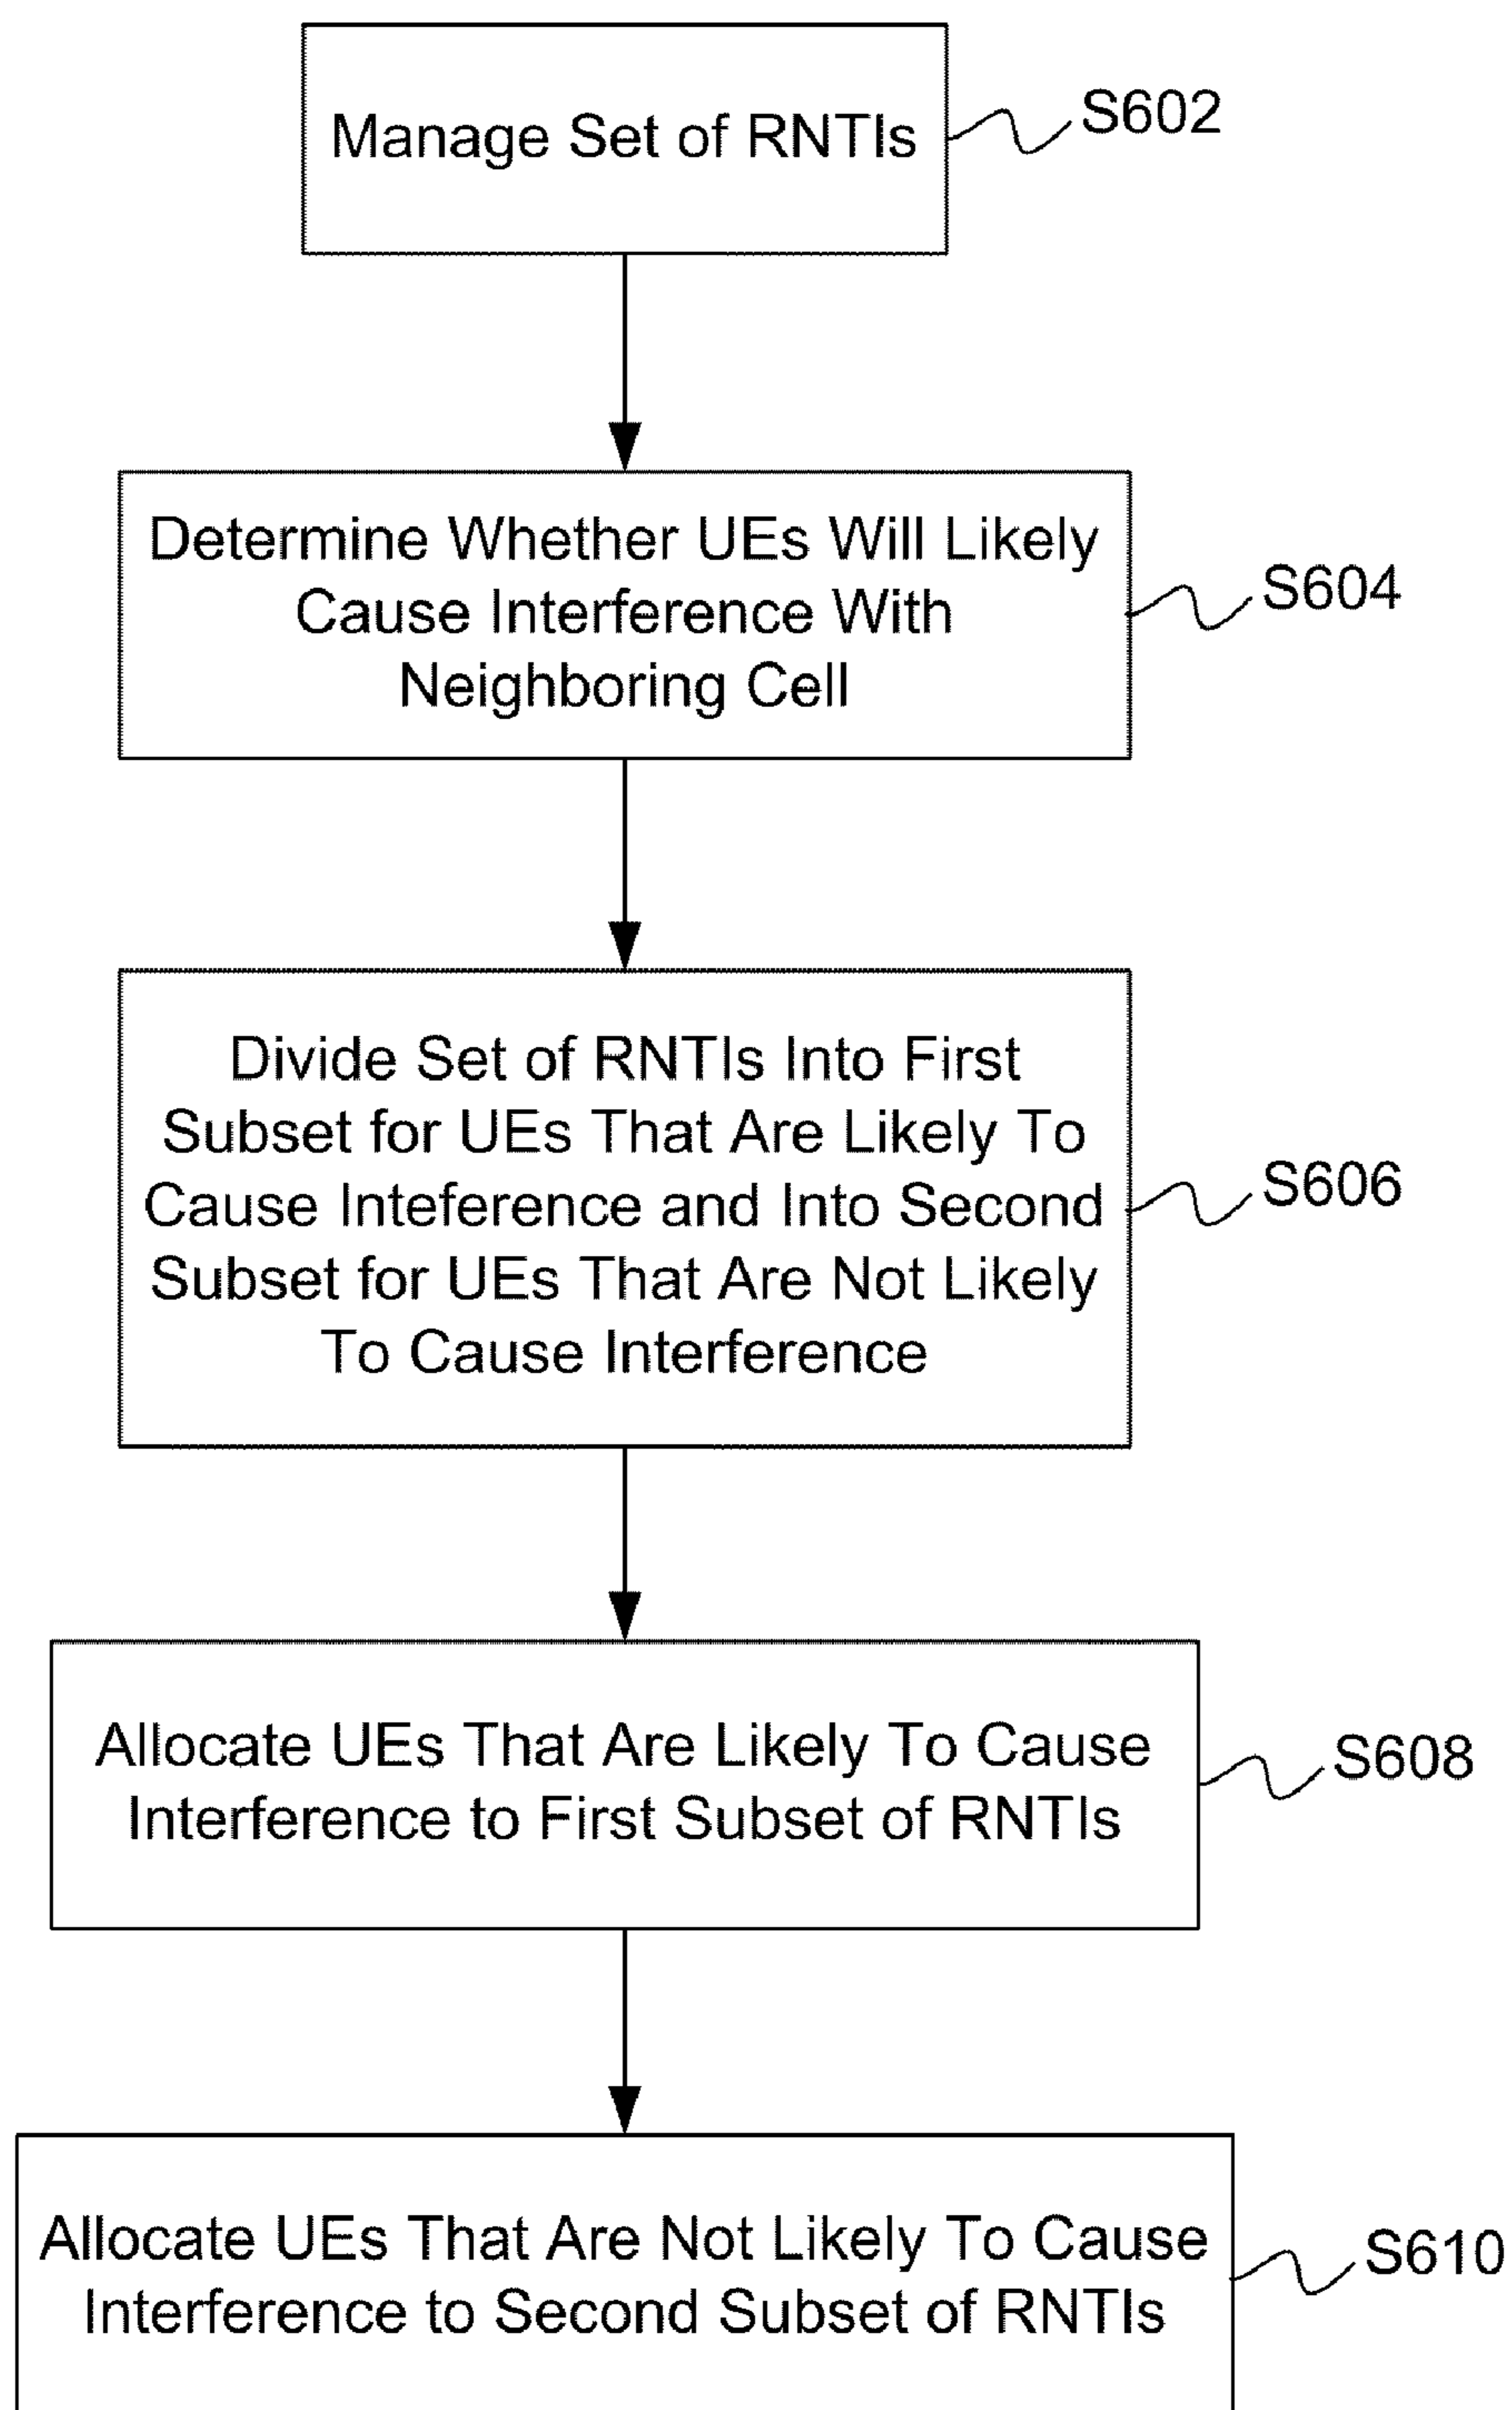 Manage Set of RNTIs
S602
Determine Whether UEs Will Likely
Cause Interference With
Neighboring Cell
S604
Divide Set of RNTIs Into First
Subset for UEs That Are Likely To
Cause Inteference and Into Second
Subset for UEs That Are Not Likely
To Cause Interference
S606
Allocate UEs That Are Likely To Cause
Interference to First Subset of RNTIs
S608
Allocate UEs That Are Not Likely To Cause
Interference to Second Subset of RNTIs
S610